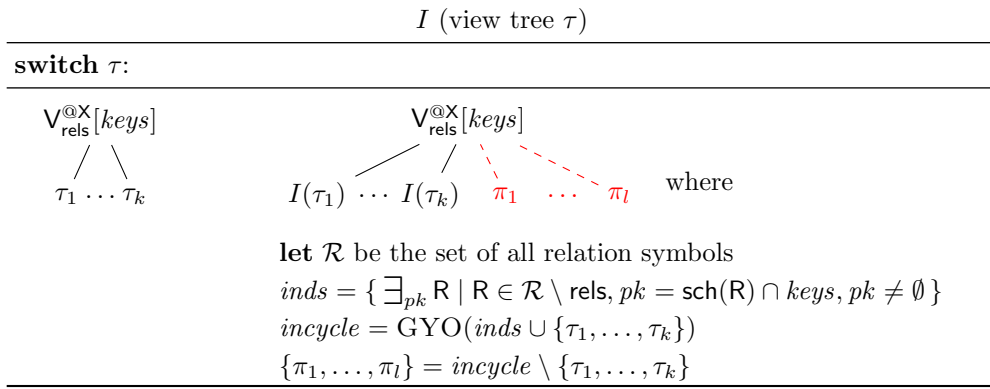 I (view tree τ)
switch τ:
V^{@X}_{rels}[keys] V^{@X}_{rels}[keys]
τ_1 … τ_k I(τ_1) ⋯ I(τ_k) π_1 … π_l where
let ℛ be the set of all relation symbols
inds = { ∃_{pk} R | R ∈ ℛ \ rels, pk = sch(R) ∩ keys, pk ≠ ∅ }
incycle = GYO(inds ∪ {τ_1, …, τ_k})
{π_1, …, π_l} = incycle \ {τ_1, …, τ_k}